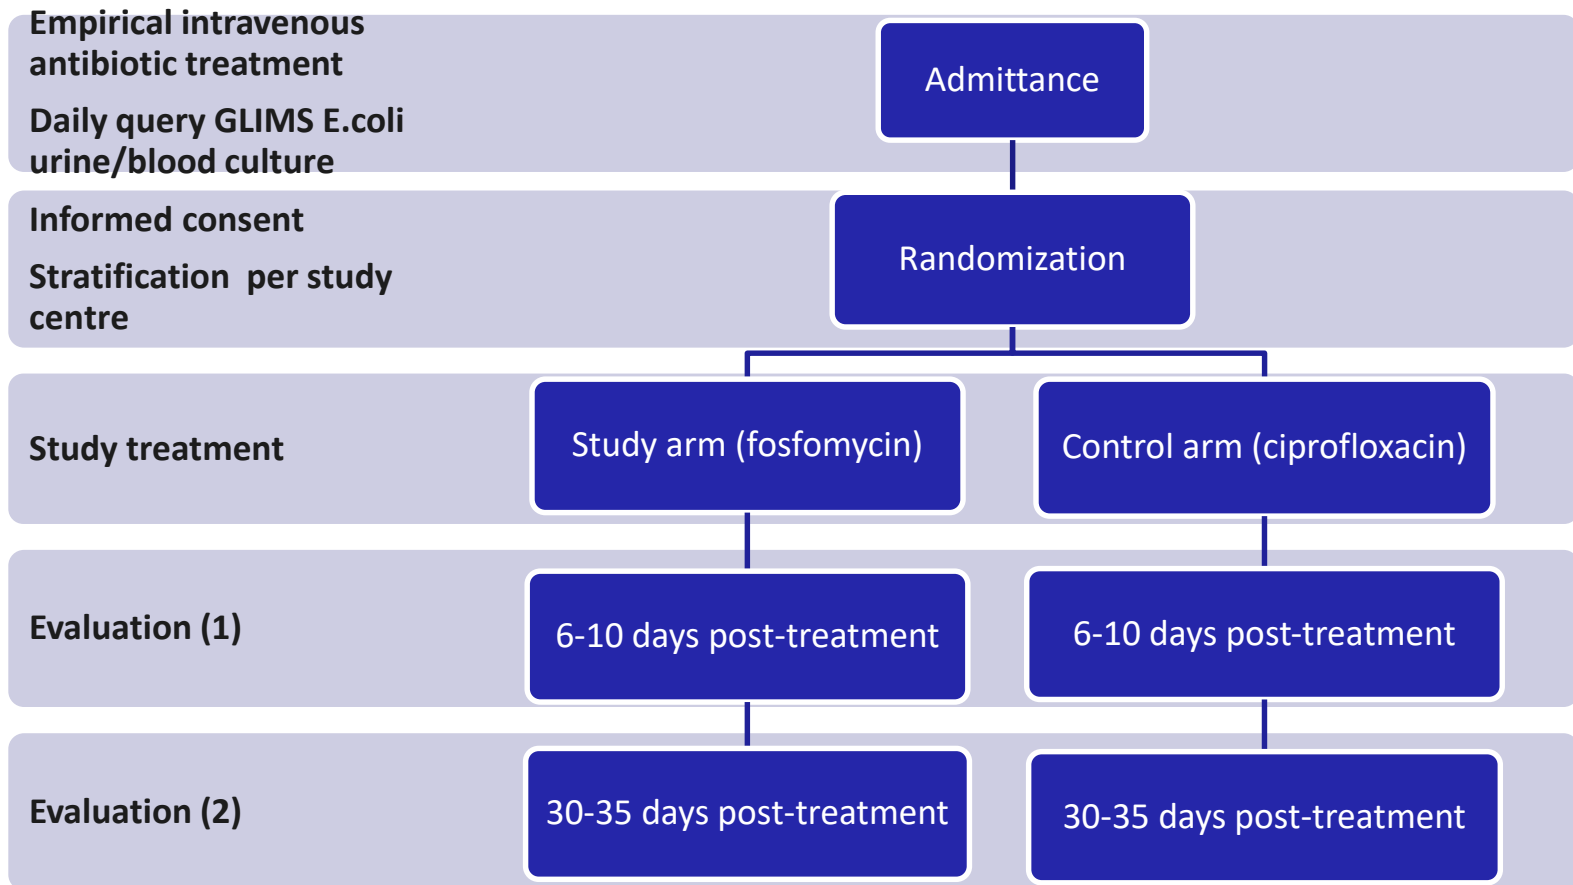 Empirical intravenous
antibiotic treatment
Daily query GLIMS E.coli
urine/blood culture
Admittance
Informed consent
Stratification  per study
centre
Randomization
Study treatment
Study arm (fosfomycin)
Control arm (ciprofloxacin)
Evaluation (1)
6-10 days post-treatment
6-10 days post-treatment
Evaluation (2)
30-35 days post-treatment
30-35 days post-treatment